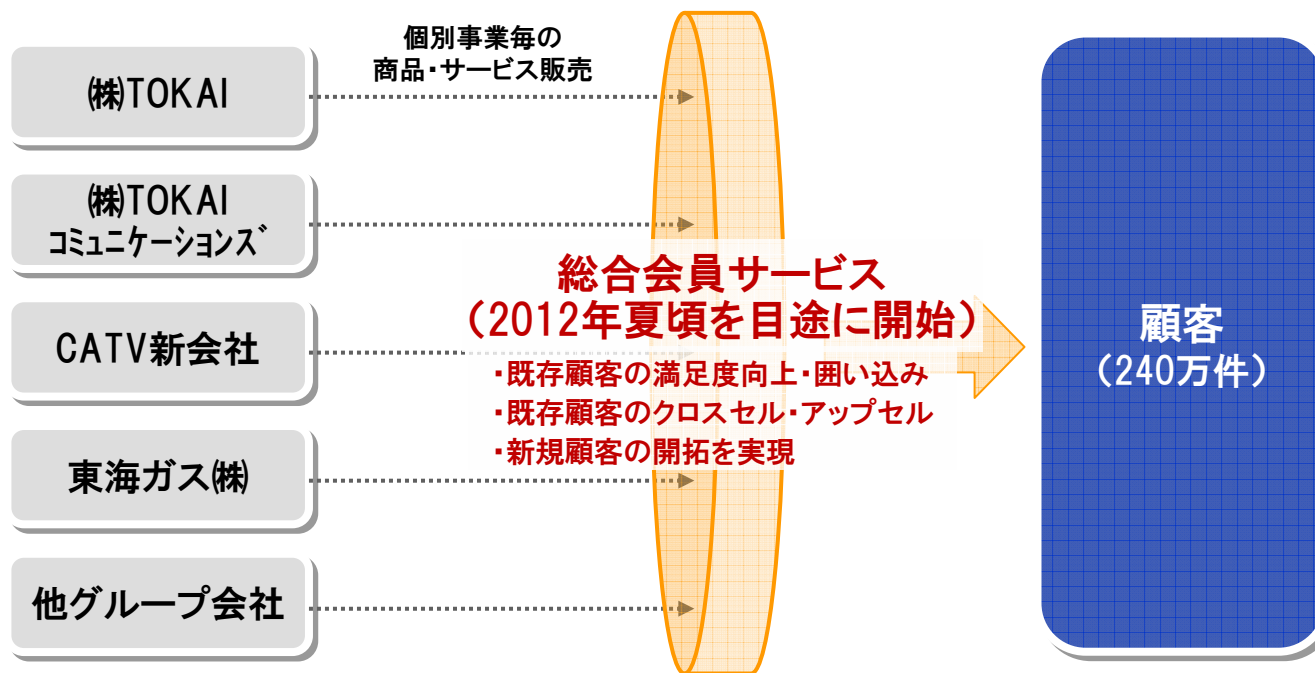 個別事業毎の
商品・サービス販売
㈱TOKAI
㈱TOKAI
ｺﾐｭﾆｹｰｼｮﾝｽﾞ
CATV新会社
東海ガス㈱
他グループ会社
総合会員サービス
（2012年夏頃を目途に開始）
・既存顧客の満足度向上・囲い込み
・既存顧客のクロスセル・アップセル
・新規顧客の開拓を実現
顧客
（240万件）